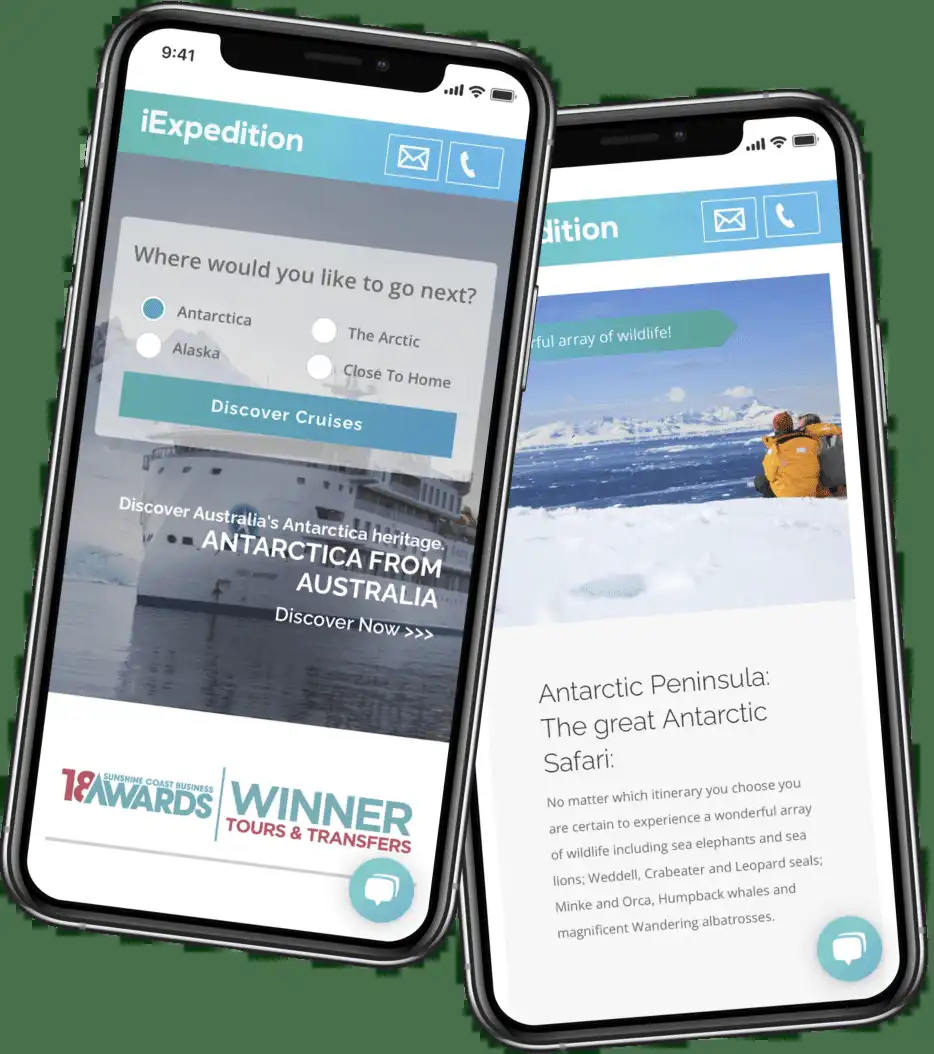 9:41
iExpedition
Where would you like to go next?
Antarctica
The Arctic
Alaska
Close To Home
Discover Cruises
Discover Australia's Antarctica heritage.
ANTARCTICA FROM
AUSTRALIA
Discover Now >>>
18 SUNSHINE COAST BUSINESS
AWARDS
WINNER
TOURS & TRANSFERS
dition
rful array of wildlife!
Antarctic Peninsula:
The great Antarctic
Safari:
No matter which itinerary you choose you
are certain to experience a wonderful array
of wildlife including sea elephants and sea
lions; Weddell, Crabeater and Leopard seals;
Minke and Orca, Humpback whales and
magnificent Wandering albatrosses.